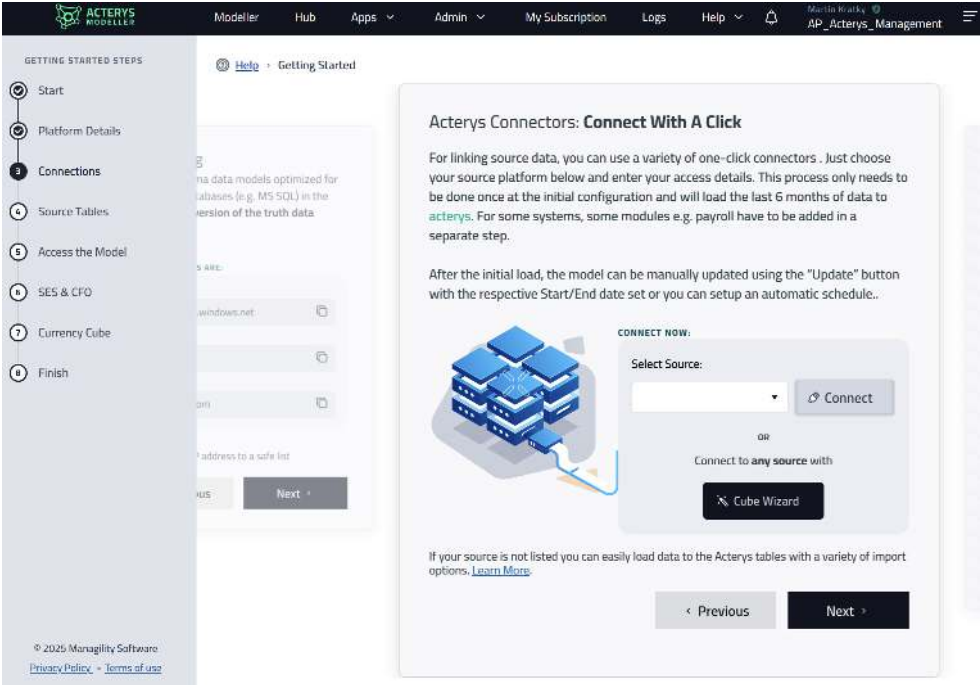 ACTERYS
MODELLER
Modeller
Hub
Apps
Admin
My Subscription
Logs
Help
Martin Kratky
AP_Acterys_Management
GETTING STARTED STEPS
Start
Platform Details
3 Connections
4 Source Tables
5 Access the Model
6 SES & CFO
7 Currency Cube
8 Finish
© 2025 Managility Software
Privacy Policy - Terms of use
Help › Getting Started
g
na data models optimized for
tabases (e.g. MS SQL) in the
version of the truth data
S ARE:
.windows.net
om
P address to a safe list
ous
Next ›
Acterys Connectors: Connect With A Click
For linking source data, you can use a variety of one-click connectors . Just choose
your source platform below and enter your access details. This process only needs to
be done once at the initial configuration and will load the last 6 months of data to
acterys. For some systems, some modules e.g. payroll have to be added in a
separate step.
After the initial load, the model can be manually updated using the "Update" button
with the respective Start/End date set or you can setup an automatic schedule..
CONNECT NOW:
Select Source:
Connect
OR
Connect to any source with
Cube Wizard
If your source is not listed you can easily load data to the Acterys tables with a variety of import
options. Learn More.
‹ Previous
Next ›